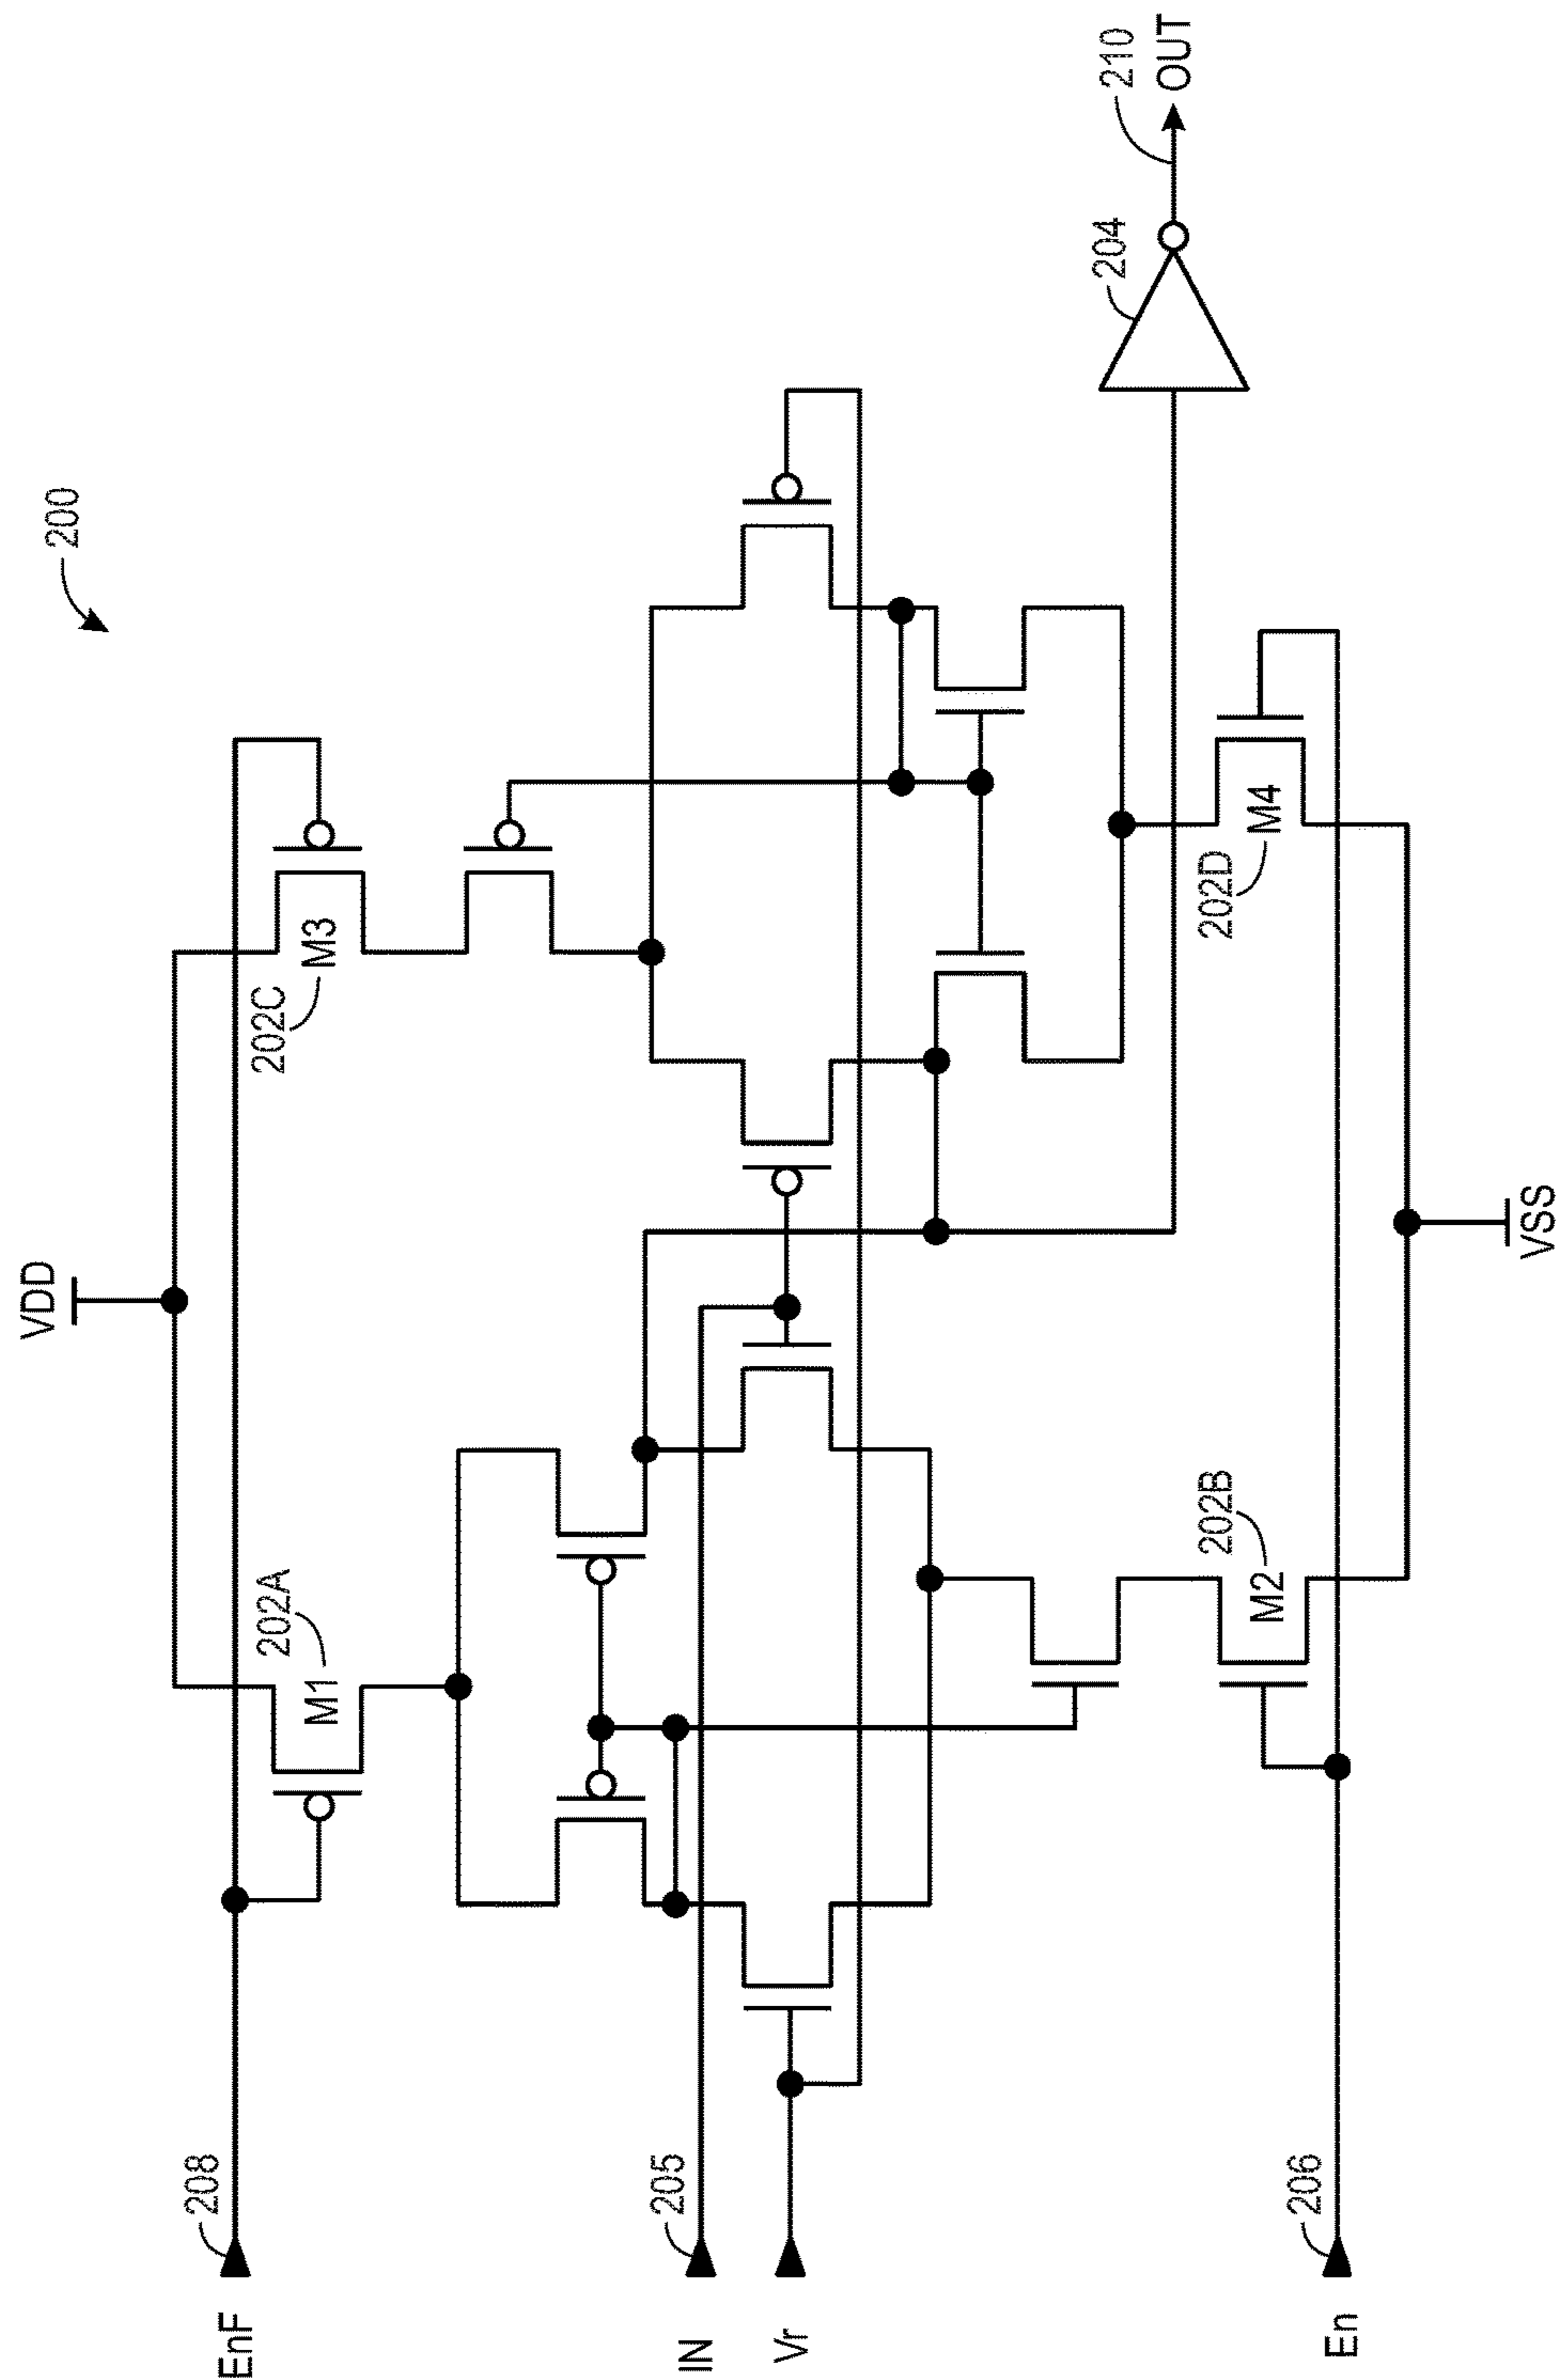 200
VDD
EnF
208
202A
M1
202C
M3
IN
205
Vr
204
210
OUT
202B
M2
202D
M4
En
206
VSS